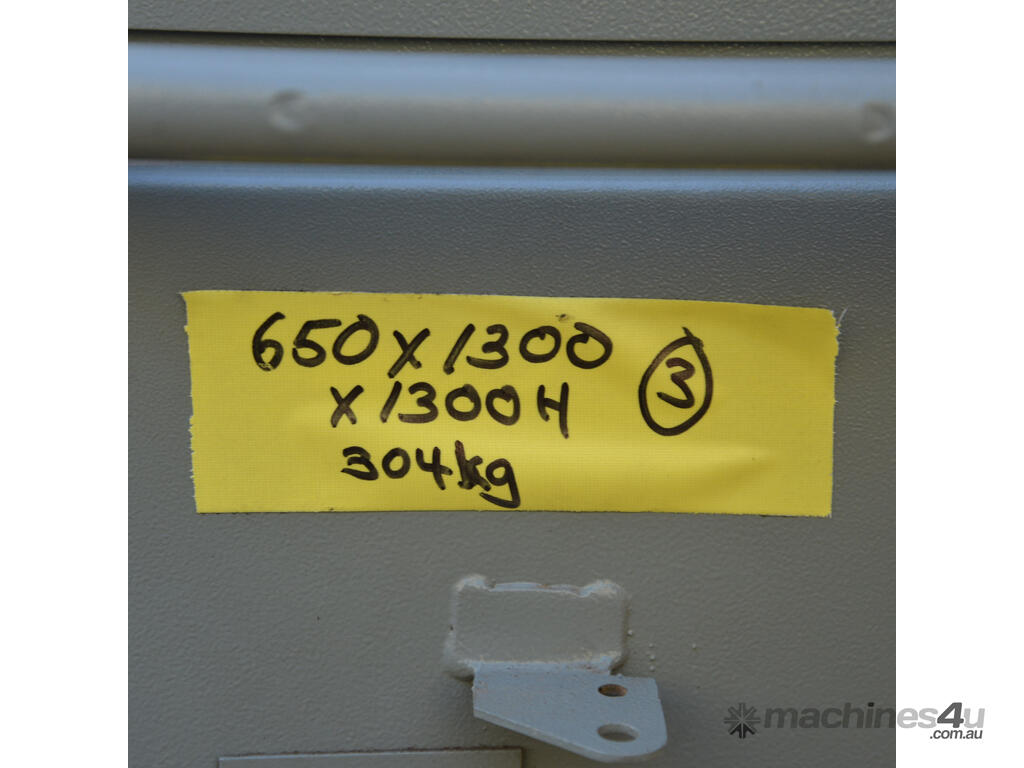 650 x 1300 3
x 1300 H
304kg
machines4u
.com.au